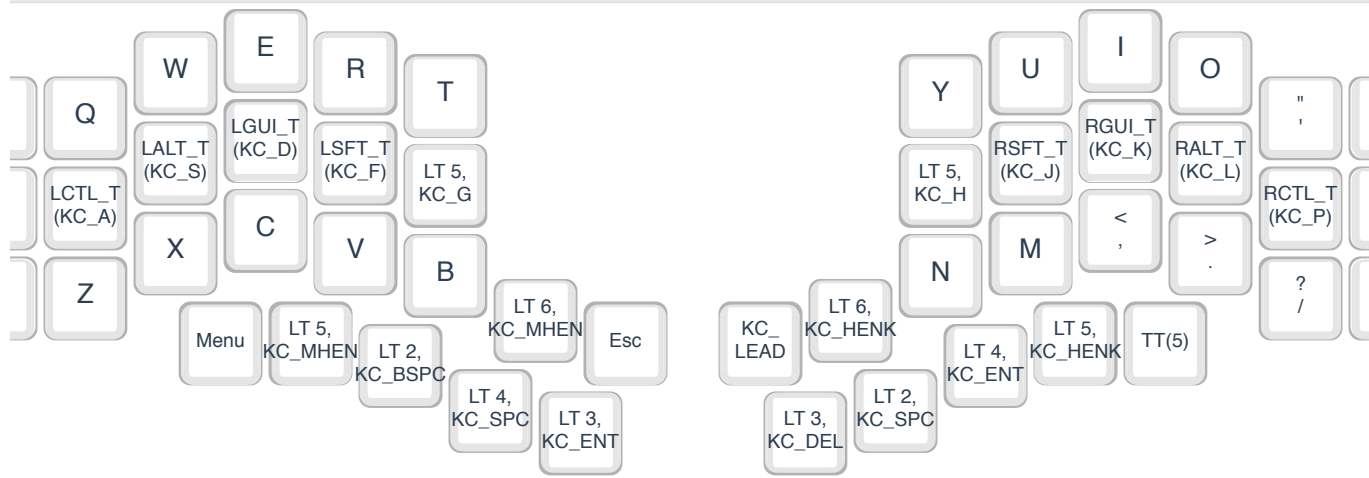 Q
W
E
R
T
Y
U
I
O
"
'
LCTL_T
(KC_A)
LALT_T
(KC_S)
LGUI_T
(KC_D)
LSFT_T
(KC_F)
LT 5,
KC_G
LT 5,
KC_H
RSFT_T
(KC_J)
RGUI_T
(KC_K)
RALT_T
(KC_L)
RCTL_T
(KC_P)
Z
X
C
V
B
N
M
<
,
>
.
?
/
Menu
LT 5,
KC_MHEN
LT 2,
KC_BSPC
LT 4,
KC_SPC
LT 3,
KC_ENT
LT 6,
KC_MHEN
Esc
KC_
LEAD
LT 6,
KC_HENK
LT 3,
KC_DEL
LT 2,
KC_SPC
LT 4,
KC_ENT
LT 5,
KC_HENK
TT(5)